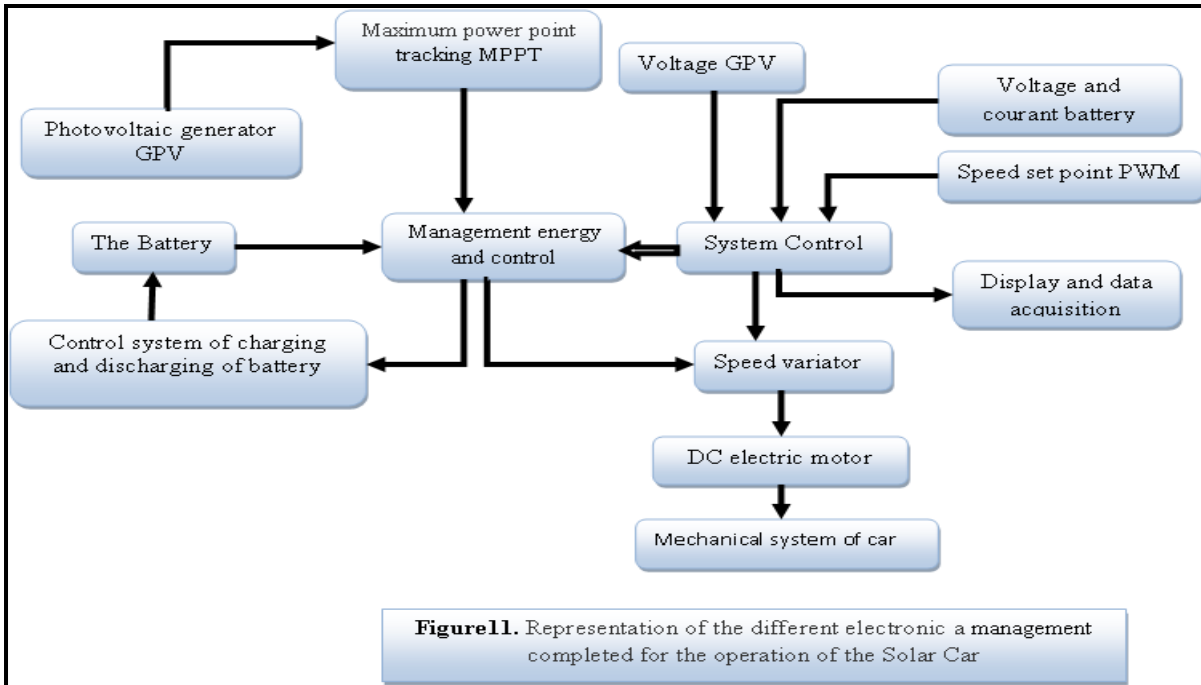 Maximum power point
tracking MPPT
Voltage GPV
Voltage and
courant battery
Photovoltaic generator
GPV
Speed set point PWM
The Battery
Management energy
and control
System Control
Display and data
acquisition
Control system of charging
and discharging of battery
Speed variator
DC electric motor
Mechanical system of car
Figure11. Representation of the different electronic a management
completed for the operation of the Solar Car